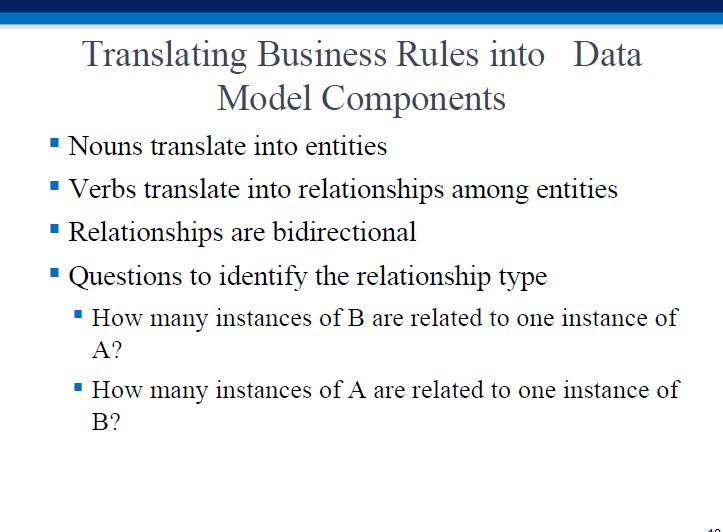 Translating Business Rules into Data
Model Components
▪ Nouns translate into entities
▪ Verbs translate into relationships among entities
▪ Relationships are bidirectional
▪ Questions to identify the relationship type
▪ How many instances of B are related to one instance of
A?
▪ How many instances of A are related to one instance of
B?